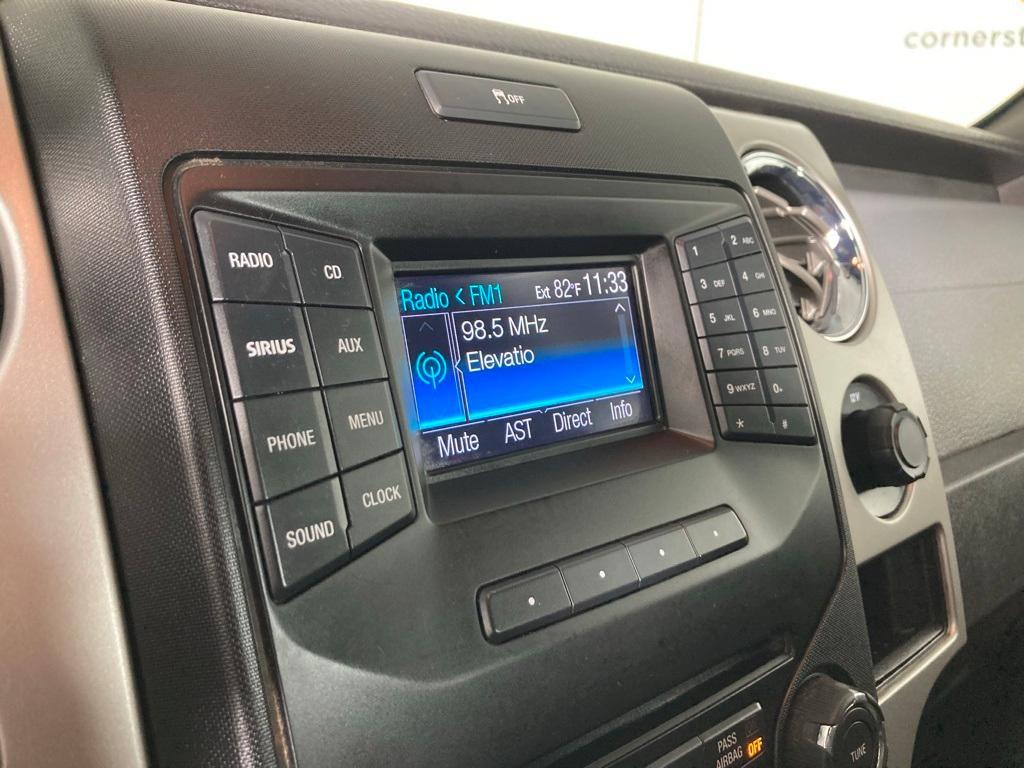 cornerst
OFF
RADIO CD
SIRIUS AUX
PHONE MENU
SOUND CLOCK
Radio < FM1 Ext 82°F 11:33
98.5 MHz
Elevatio
Mute AST Direct Info
1 2 ABC
3 DEF 4 GHI
5 JKL 6 MNO
7 PQRS 8 TUV
9 WXYZ 0
* #
12V
PASS
AIRBAG OFF
TUNE